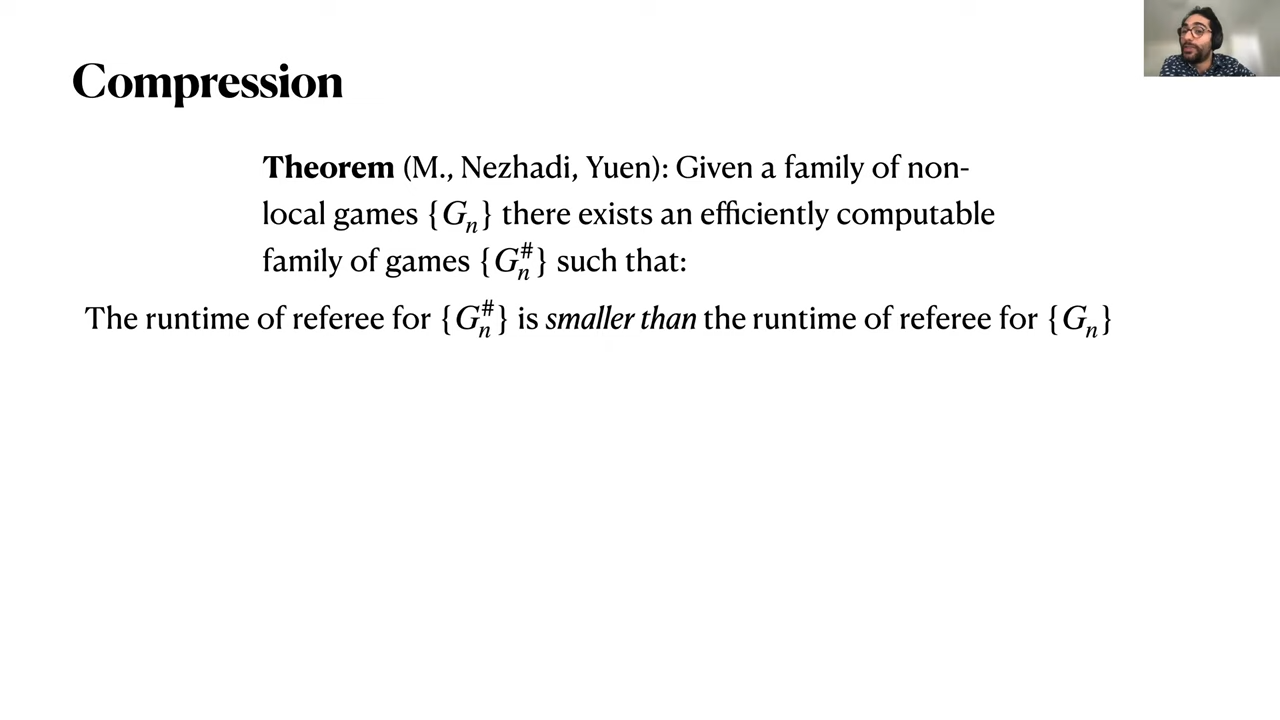 Compression
Theorem (M., Nezhadi, Yuen): Given a family of non-
local games {Gₙ} there exists an efficiently computable
family of games {Gₙ^#} such that:
The runtime of referee for {Gₙ^#} is smaller than the runtime of referee for {Gₙ}